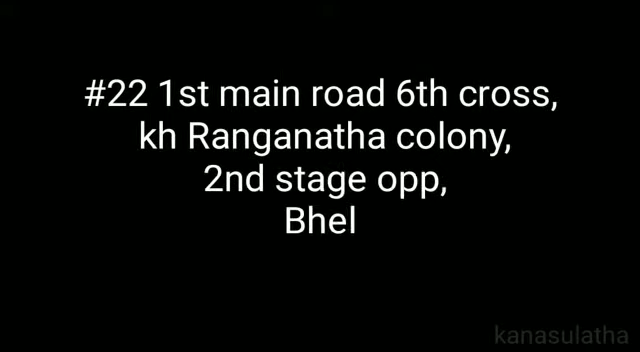 #22 1st main road 6th cross,
kh Ranganatha colony,
2nd stage opp,
Bhel
kanasulatha